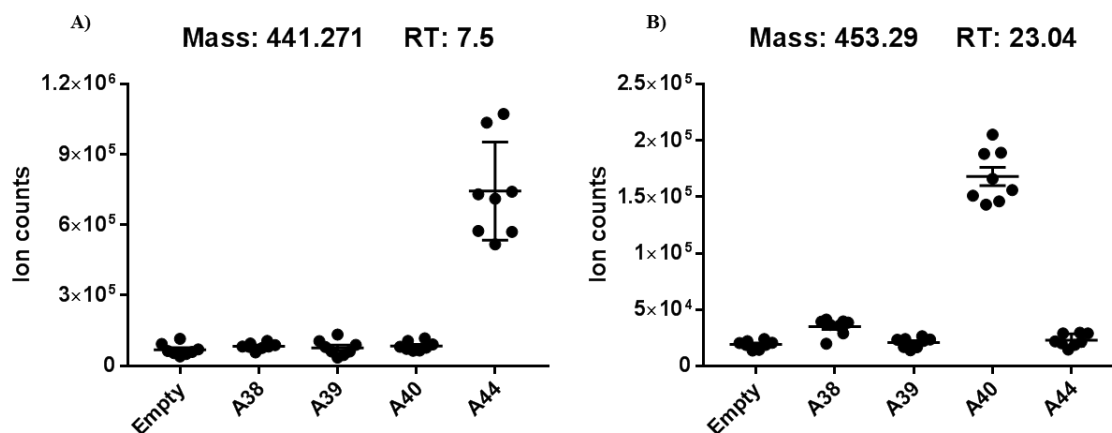 A)
Mass: 441.271 RT: 7.5
1.2×10⁶
9×10⁵
6×10⁵
3×10⁵
0
Ion counts
Empty
A38
A39
A40
A44
B)
Mass: 453.29 RT: 23.04
2.5×10⁵
2×10⁵
1.5×10⁵
1×10⁵
5×10⁴
0
Ion counts
Empty
A38
A39
A40
A44